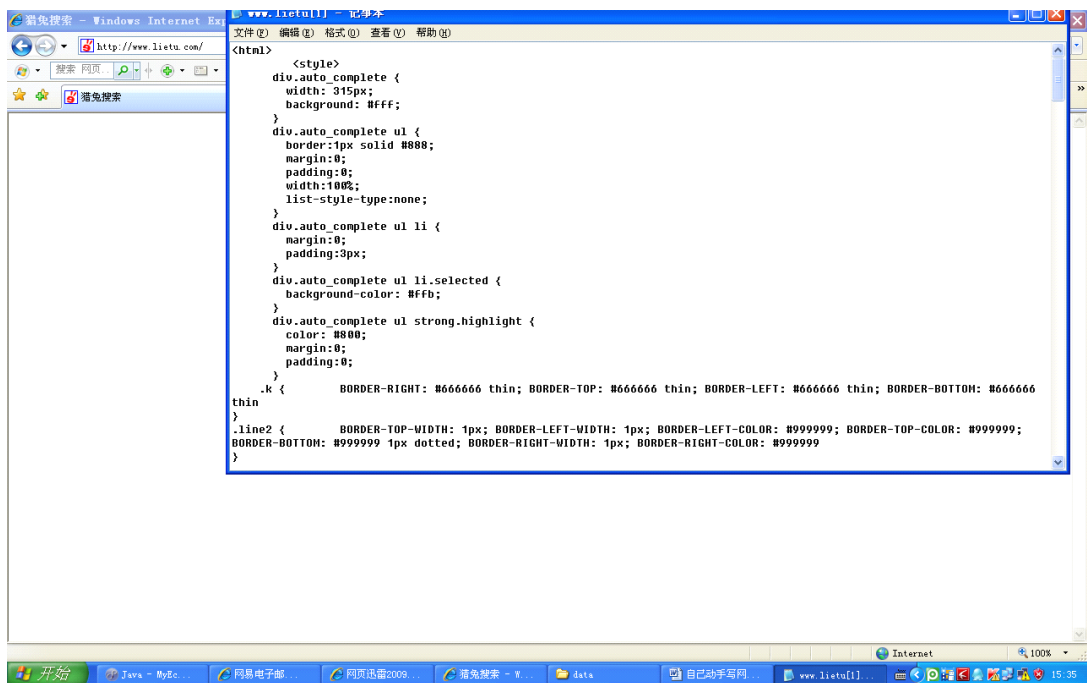 猎兔搜索 - Windows Internet Exp
www.lietu[1] - 记事本
http://www.lietu.com/
搜索 网页..
猎兔搜索
文件(F) 编辑(E) 格式(O) 查看(V) 帮助(H)
<html>
<style>
div.auto_complete {
width: 315px;
background: #fff;
}
div.auto_complete ul {
border:1px solid #888;
margin:0;
padding:0;
width:100%;
list-style-type:none;
}
div.auto_complete ul li {
margin:0;
padding:3px;
}
div.auto_complete ul li.selected {
background-color: #ffb;
}
div.auto_complete ul strong.highlight {
color: #800;
margin:0;
padding:0;
}
.k { BORDER-RIGHT: #666666 thin; BORDER-TOP: #666666 thin; BORDER-LEFT: #666666 thin; BORDER-BOTTOM: #666666
thin
}
.line2 { BORDER-TOP-WIDTH: 1px; BORDER-LEFT-WIDTH: 1px; BORDER-LEFT-COLOR: #999999; BORDER-TOP-COLOR: #999999;
BORDER-BOTTOM: #999999 1px dotted; BORDER-RIGHT-WIDTH: 1px; BORDER-RIGHT-COLOR: #999999
}
Internet 100%
开始 Java - MyEc... 网易电子邮... 网页迅雷2009... 猎兔搜索 - W... data 自己动手写网... www.lietu[1]... 15:35